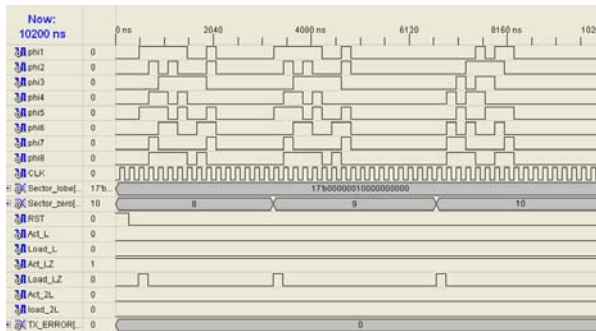 Now:
10200 ns
0 ns 2040 4080 ns 6120 8160 ns 102
phi1 0
phi2 0
phi3 0
phi4 0
phi5 0
phi6 0
phi7 0
phi8 0
CLK 0
Sector_lobe[... 17'b... 17'b00000010000000000
Sector_zero[... 10 8 9 10
RST 0
Act_L 0
Load_L 0
Act_LZ 1
Load_LZ 0
Act_2L 0
load_2L 0
TX_ERROR[... 0 0